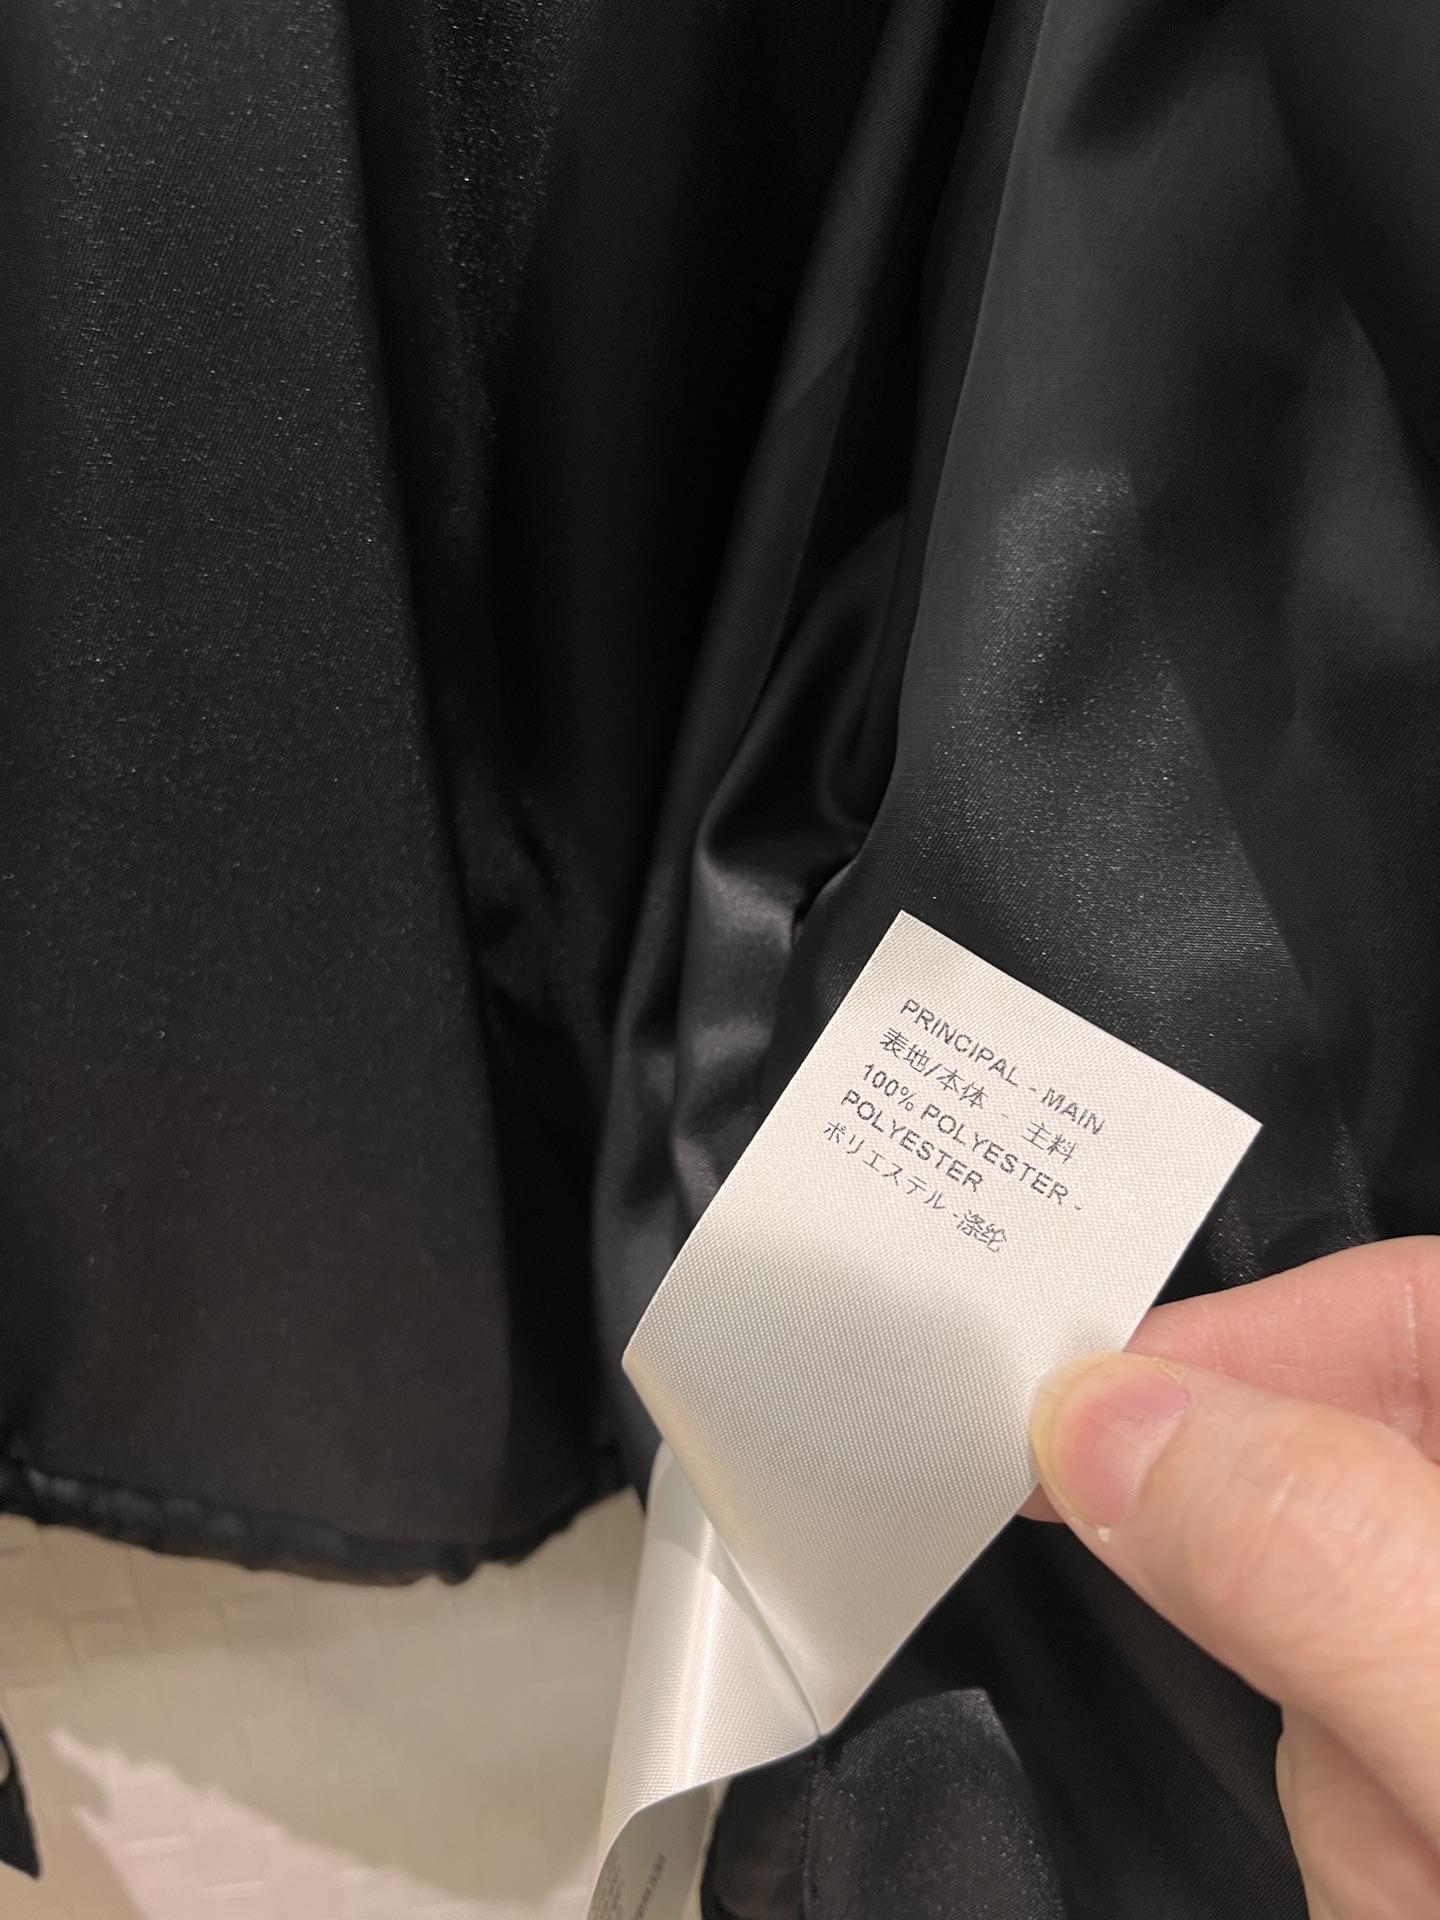 PRINCIPAL - MAIN
表地/本体 - 主料
100% POLYESTER -
POLYESTER
ポリエステル -涤纶